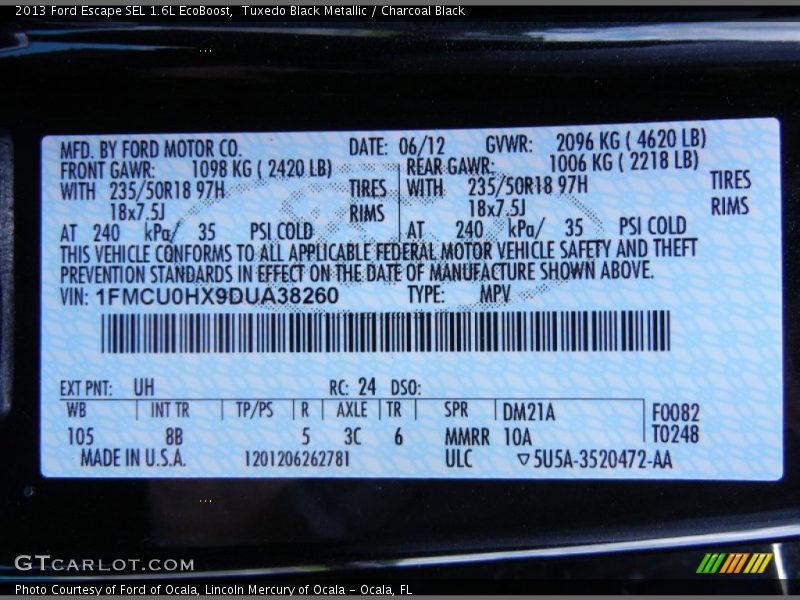 2013 Ford Escape SEL 1.6L EcoBoost, Tuxedo Black Metallic / Charcoal Black
MFD. BY FORD MOTOR CO. DATE: 06/12 GVWR: 2096 KG ( 4620 LB)
FRONT GAWR: 1098 KG ( 2420 LB) REAR GAWR: 1006 KG ( 2218 LB)
WITH 235/50R18 97H TIRES WITH 235/50R18 97H TIRES
18x7.5J RIMS 18x7.5J RIMS
AT 240 kPa/ 35 PSI COLD AT 240 kPa/ 35 PSI COLD
THIS VEHICLE CONFORMS TO ALL APPLICABLE FEDERAL MOTOR VEHICLE SAFETY AND THEFT
PREVENTION STANDARDS IN EFFECT ON THE DATE OF MANUFACTURE SHOWN ABOVE.
VIN: 1FMCU0HX9DUA38260 TYPE: MPV
EXT PNT: UH RC: 24 DSO:
WB INT TR TP/PS R AXLE TR SPR DM21A F0082
105 8B 5 3C 6 MMRR 10A T0248
MADE IN U.S.A. 1201206262781 ULC ▽5U5A-3520472-AA
GTCARLOT.COM
Photo Courtesy of Ford of Ocala, Lincoln Mercury of Ocala – Ocala, FL